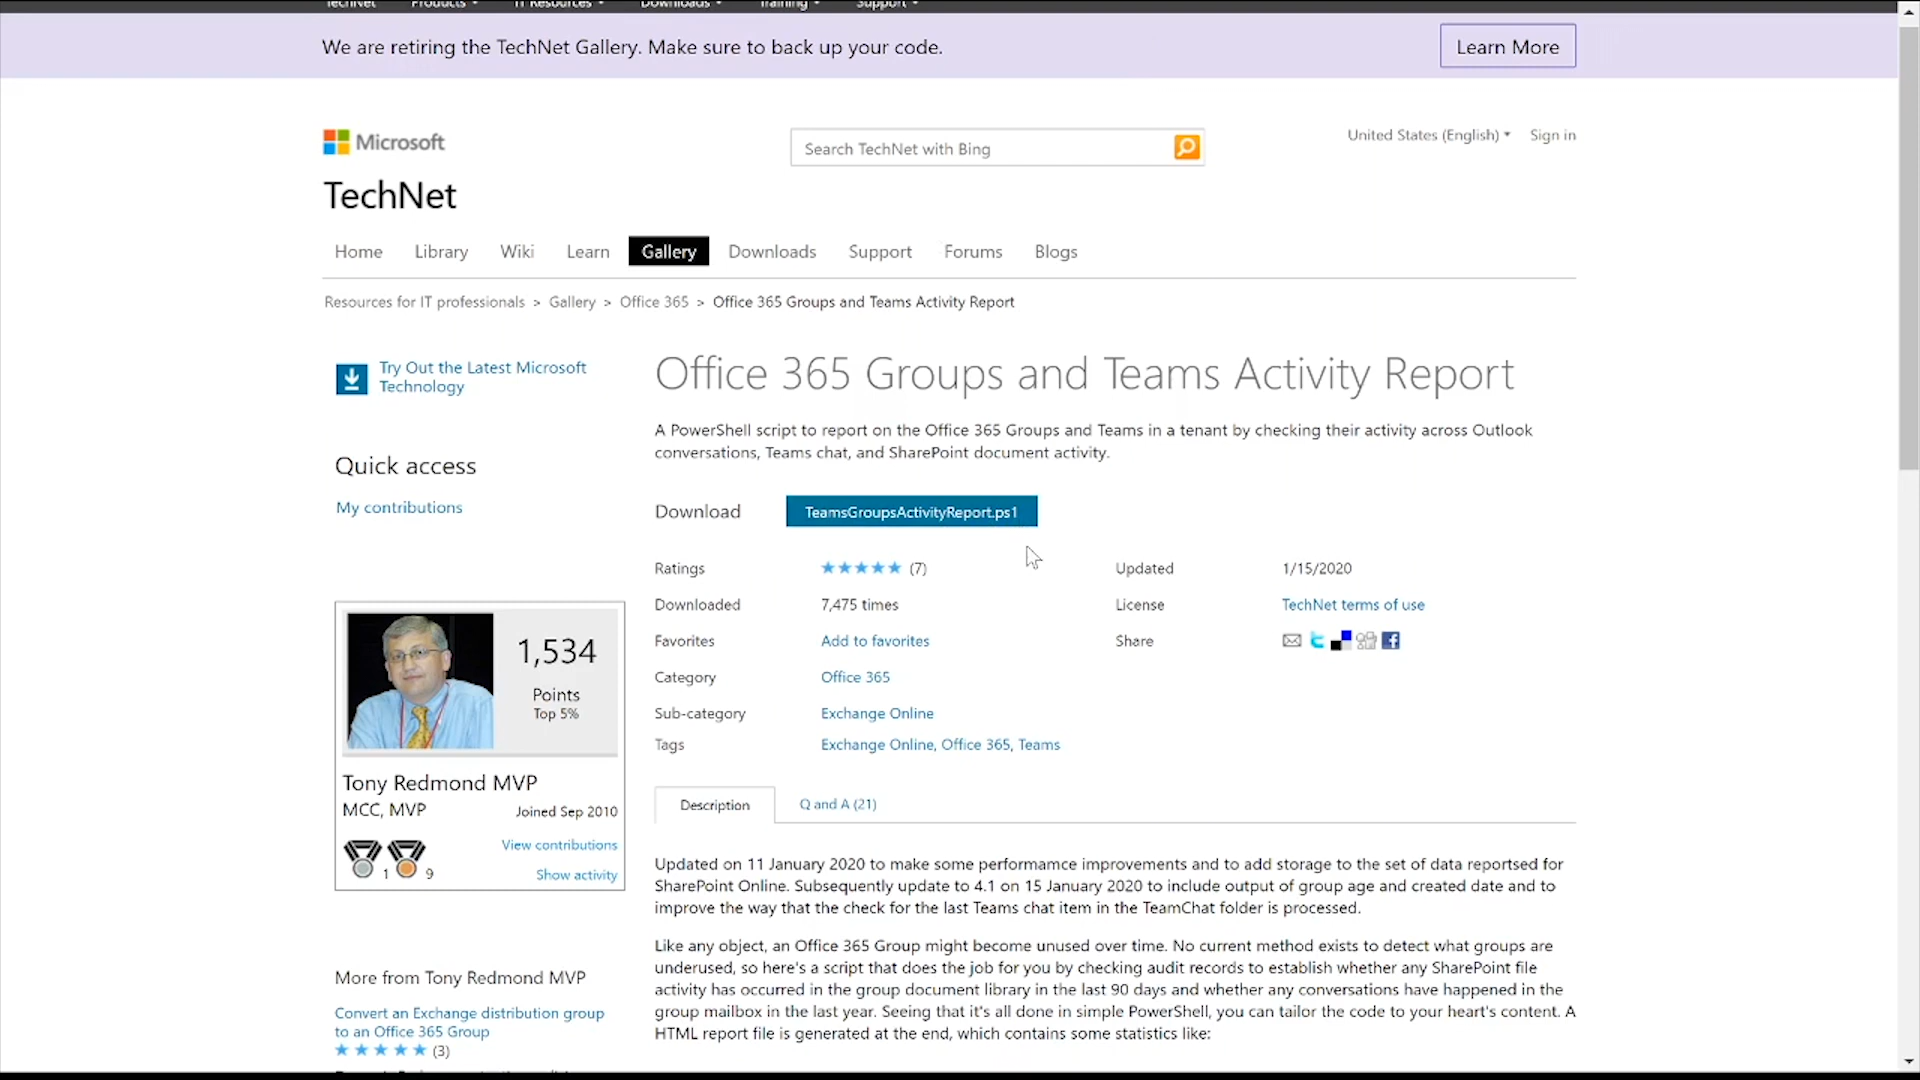 TechNet Products IT Resources Downloads Training Support
We are retiring the TechNet Gallery. Make sure to back up your code.
Learn More
Microsoft
Search TechNet with Bing
United States (English) Sign in
TechNet
Home Library Wiki Learn Gallery Downloads Support Forums Blogs
Resources for IT professionals > Gallery > Office 365 > Office 365 Groups and Teams Activity Report
Try Out the Latest Microsoft
Technology
Quick access
My contributions
1,534
Points
Top 5%
Tony Redmond MVP
MCC, MVP Joined Sep 2010
1 9
View contributions
Show activity
More from Tony Redmond MVP
Convert an Exchange distribution group
to an Office 365 Group
(3)
Office 365 Groups and Teams Activity Report
A PowerShell script to report on the Office 365 Groups and Teams in a tenant by checking their activity across Outlook
conversations, Teams chat, and SharePoint document activity.
Download TeamsGroupsActivityReport.ps1
Ratings (7) Updated 1/15/2020
Downloaded 7,475 times License TechNet terms of use
Favorites Add to favorites Share
Category Office 365
Sub-category Exchange Online
Tags Exchange Online, Office 365, Teams
Description Q and A (21)
Updated on 11 January 2020 to make some performamce improvements and to add storage to the set of data reportsed for
SharePoint Online. Subsequently update to 4.1 on 15 January 2020 to include output of group age and created date and to
improve the way that the check for the last Teams chat item in the TeamChat folder is processed.
Like any object, an Office 365 Group might become unused over time. No current method exists to detect what groups are
underused, so here's a script that does the job for you by checking audit records to establish whether any SharePoint file
activity has occurred in the group document library in the last 90 days and whether any conversations have happened in the
group mailbox in the last year. Seeing that it's all done in simple PowerShell, you can tailor the code to your heart's content. A
HTML report file is generated at the end, which contains some statistics like: